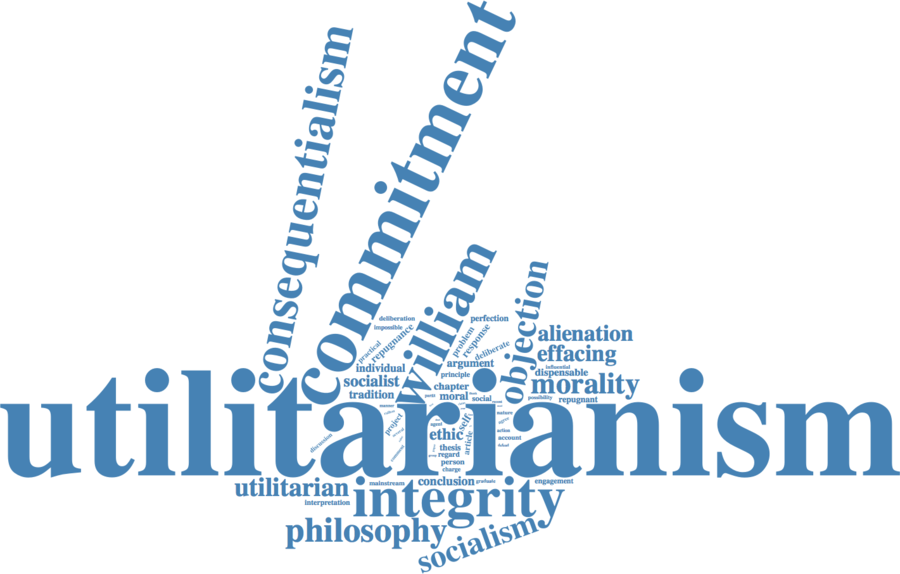 consequentialism
commitment
william
objection
deliberation
impossible
practical
repugnance
perfection
problem
response
deliberate
alienation
effacing
influential
dispensable
individual
argument
principle
socialist
tradition
chapter
moral
social
morality
possibility
repugnant
utilitarianism
project
agent
self
ethic
article
nature
action
account
discussion
thesis
regard
person
charge
utilitarian
mainstream
conclusion
engagement
interpretation
integrity
philosophy
socialism